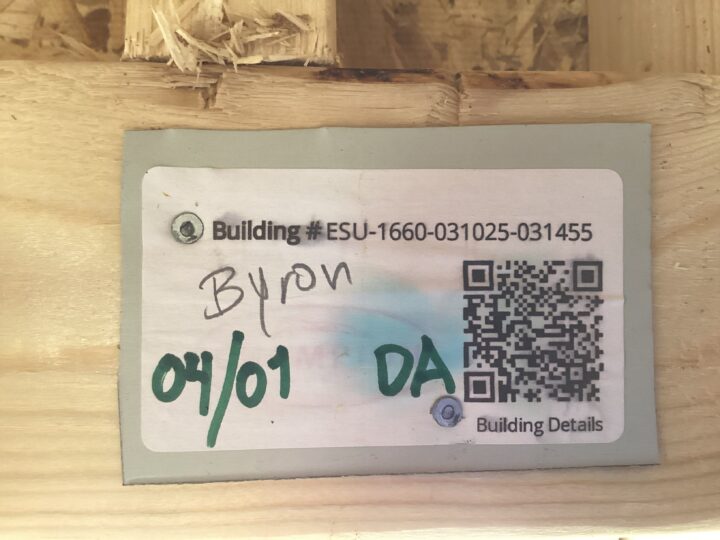 Building # ESU-1660-031025-031455
Byron
04/01 DA
Building Details